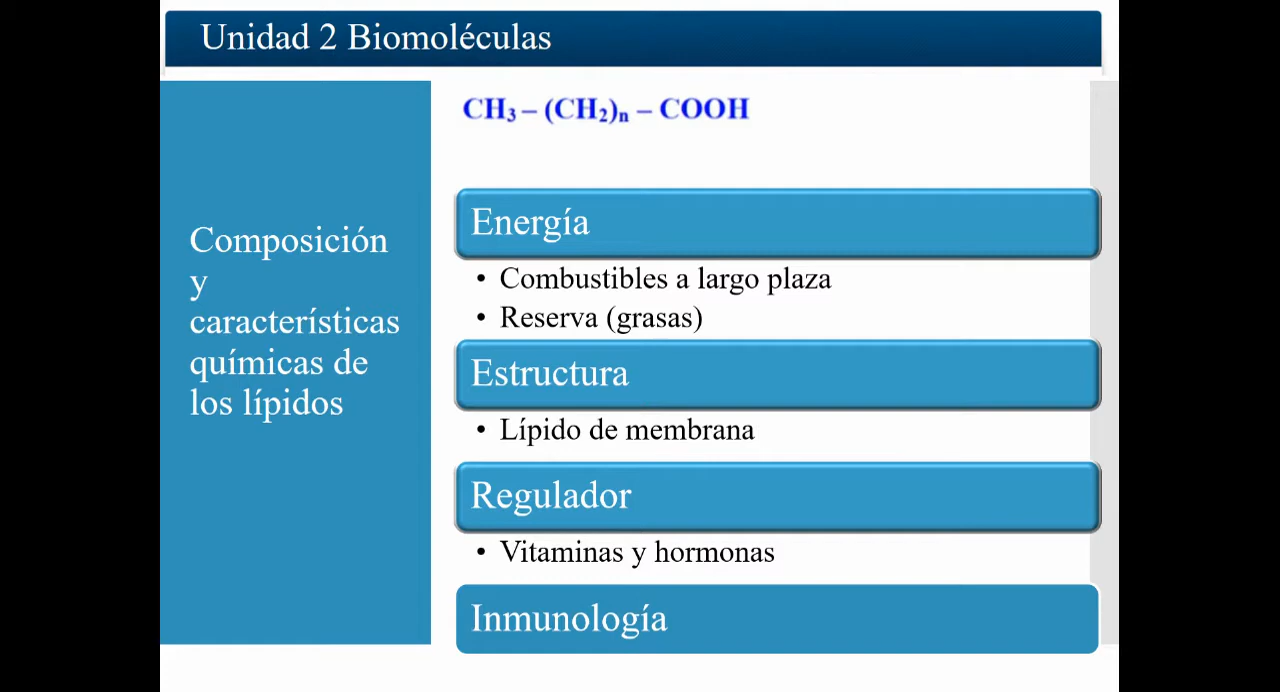 Unidad 2 Biomoléculas
CH₃ – (CH₂)ₙ – COOH
Composición
y
características
químicas de
los lípidos
Energía
• Combustibles a largo plaza
• Reserva (grasas)
Estructura
• Lípido de membrana
Regulador
• Vitaminas y hormonas
Inmunología